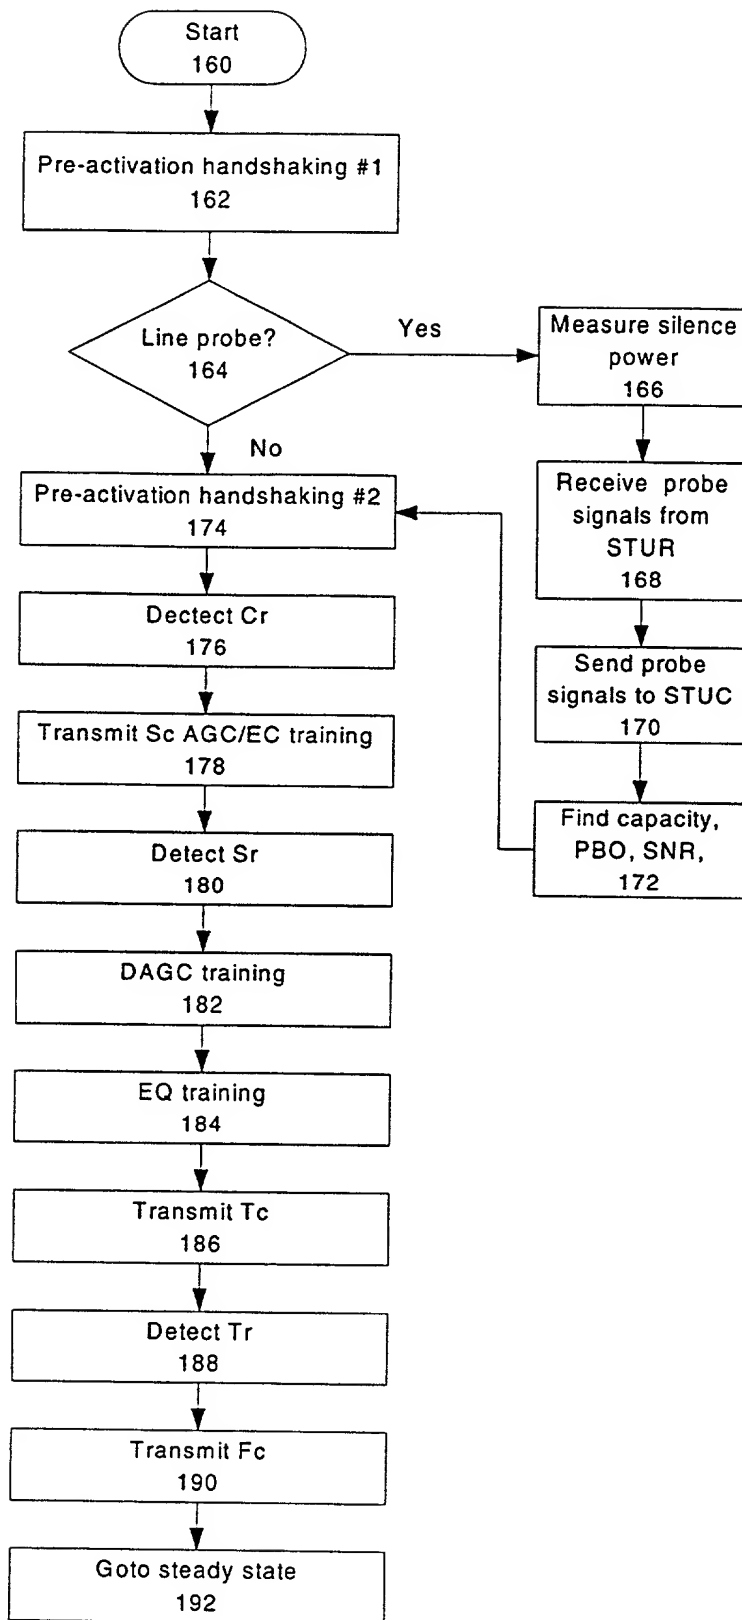 Start
160
Pre-activation handshaking #1
162
Line probe?
164
Yes
No
Measure silence
power
166
Receive probe
signals from
STUR
168
Send probe
signals to STUC
170
Find capacity,
PBO, SNR,
172
Pre-activation handshaking #2
174
Dectect Cr
176
Transmit Sc AGC/EC training
178
Detect Sr
180
DAGC training
182
EQ training
184
Transmit Tc
186
Detect Tr
188
Transmit Fc
190
Goto steady state
192